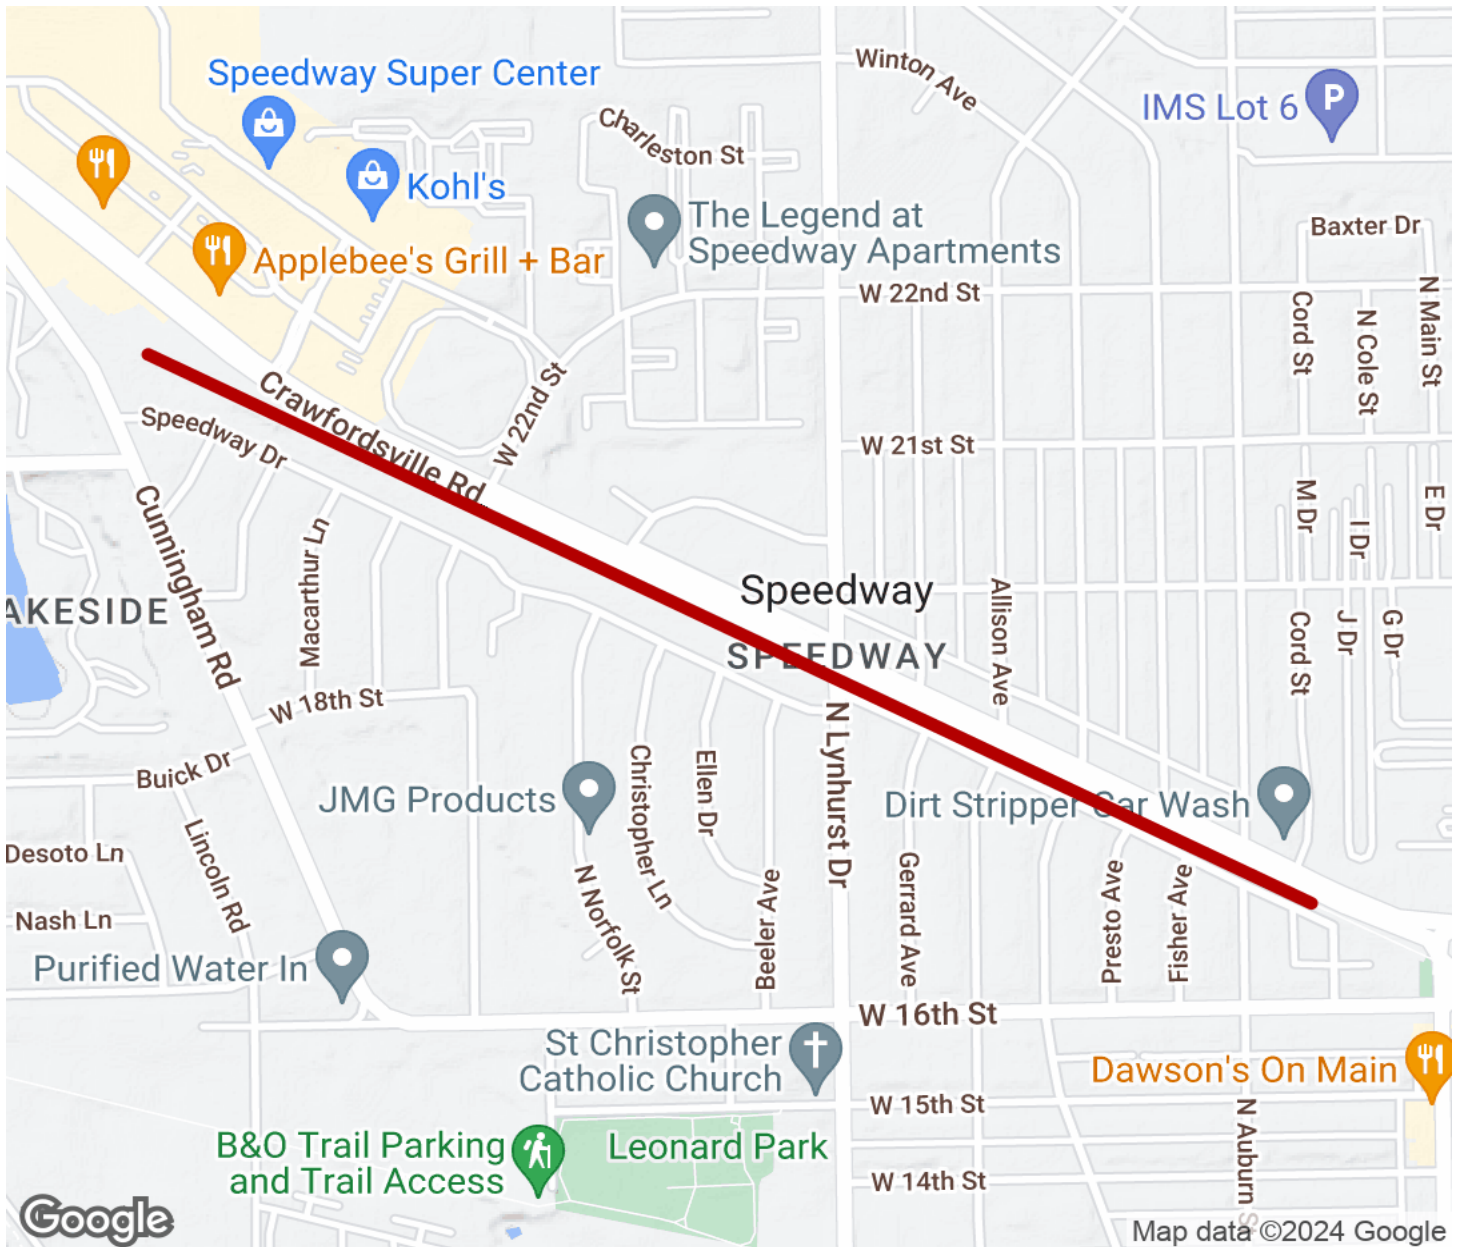 Speedway Super Center
Winton Ave
IMS Lot 6
P
Charleston St
Kohl's
The Legend at
Speedway Apartments
Baxter Dr
Applebee's Grill + Bar
W 22nd St
Cord St
N Cole St
N Main St
Crawfordsville Rd
W 22nd St
Speedway Dr
W 21st St
Cunningham Rd
Macarthur Ln
M Dr
I Dr
E Dr
Speedway
SPEEDWAY
Allison Ave
AKESIDE
Cord St
J Dr
G Dr
W 18th St
N Lynhurst Dr
Buick Dr
JMG Products
Christopher Ln
Ellen Dr
Dirt Stripper Car Wash
Lincoln Rd
Desoto Ln
Nash Ln
N Norfolk St
Beeler Ave
Gerrard Ave
Presto Ave
Fisher Ave
Purified Water In
W 16th St
St Christopher
Catholic Church
Dawson's On Main
W 15th St
N Auburn St
B&O Trail Parking
and Trail Access
Leonard Park
W 14th St
Google
Map data ©2024 Google